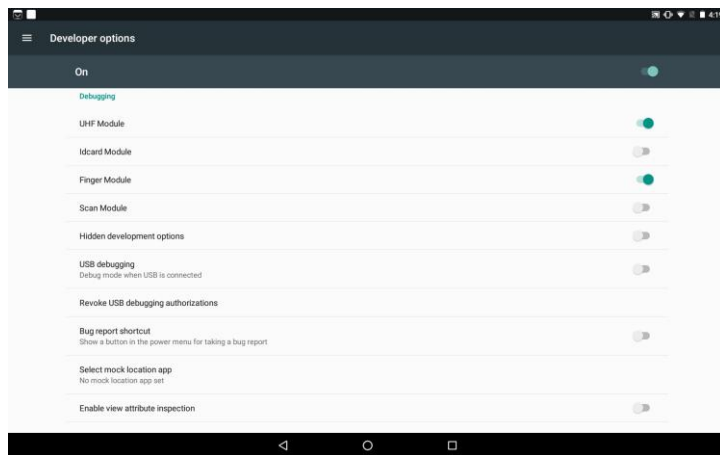 Developer options
On
Debugging
UHF Module
Idcard Module
Finger Module
Scan Module
Hidden development options
USB debugging
Debug mode when USB is connected
Revoke USB debugging authorizations
Bug report shortcut
Show a button in the power menu for taking a bug report
Select mock location app
No mock location app set
Enable view attribute inspection